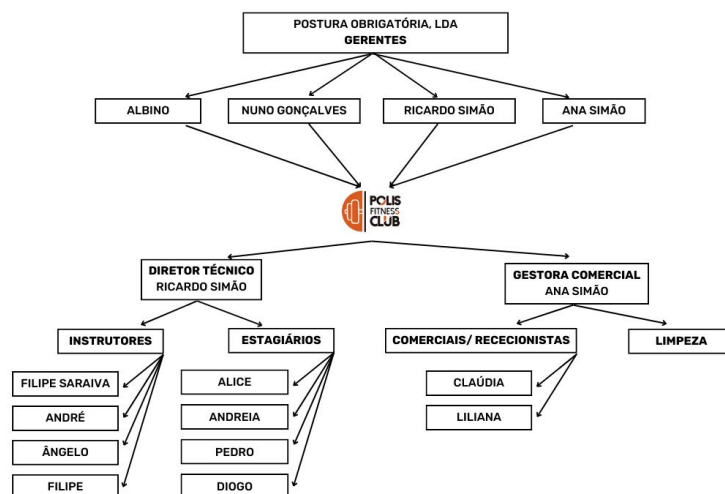 POSTURA OBRIGATÓRIA, LDA
GERENTES
ALBINO
NUNO GONÇALVES
RICARDO SIMÃO
ANA SIMÃO
POLIS
FITNESS
CLUB
DIRETOR TÉCNICO
RICARDO SIMÃO
GESTORA COMERCIAL
ANA SIMÃO
INSTRUTORES
ESTAGIÁRIOS
COMERCIAIS/ RECECIONISTAS
LIMPEZA
FILIPE SARAIVA
ANDRÉ
ÂNGELO
FILIPE
ALICE
ANDREIA
PEDRO
DIOGO
CLAÚDIA
LILIANA